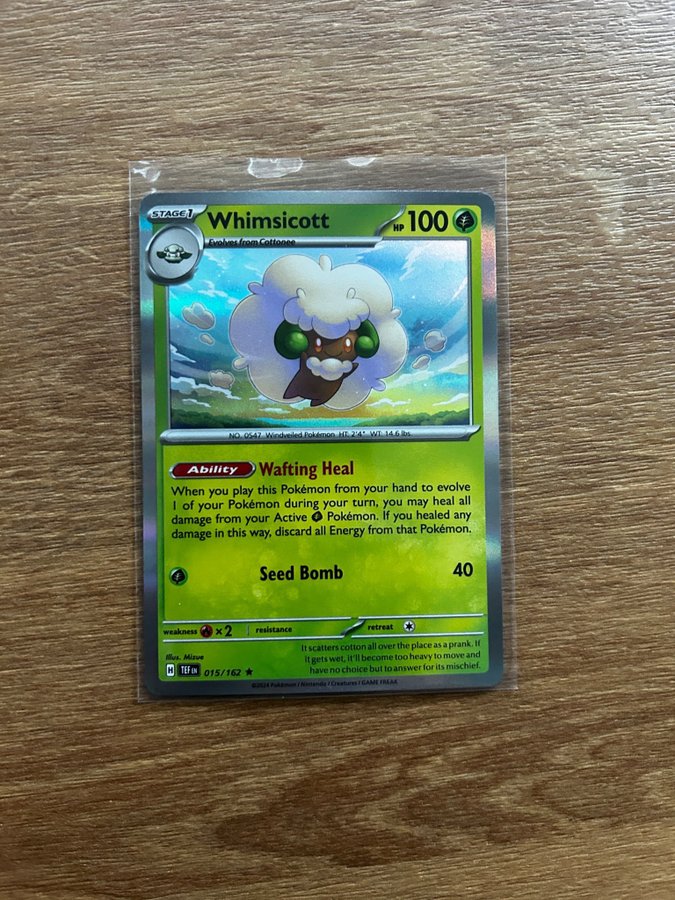 STAGE1 Whimsicott HP 100
Evolves from Cottonee
NO. 0547 Windveiled Pokémon HT: 2'4" WT: 14.6 lbs.
Ability Wafting Heal
When you play this Pokémon from your hand to evolve
1 of your Pokémon during your turn, you may heal all
damage from your Active Pokémon. If you healed any
damage in this way, discard all Energy from that Pokémon.
Seed Bomb 40
weakness ×2 resistance retreat
Illus. Mizue
It scatters cotton all over the place as a prank. If
it gets wet, it'll become too heavy to move and
have no choice but to answer for its mischief.
H TEF EN 015/162 ★
©2024 Pokémon / Nintendo / Creatures / GAME FREAK